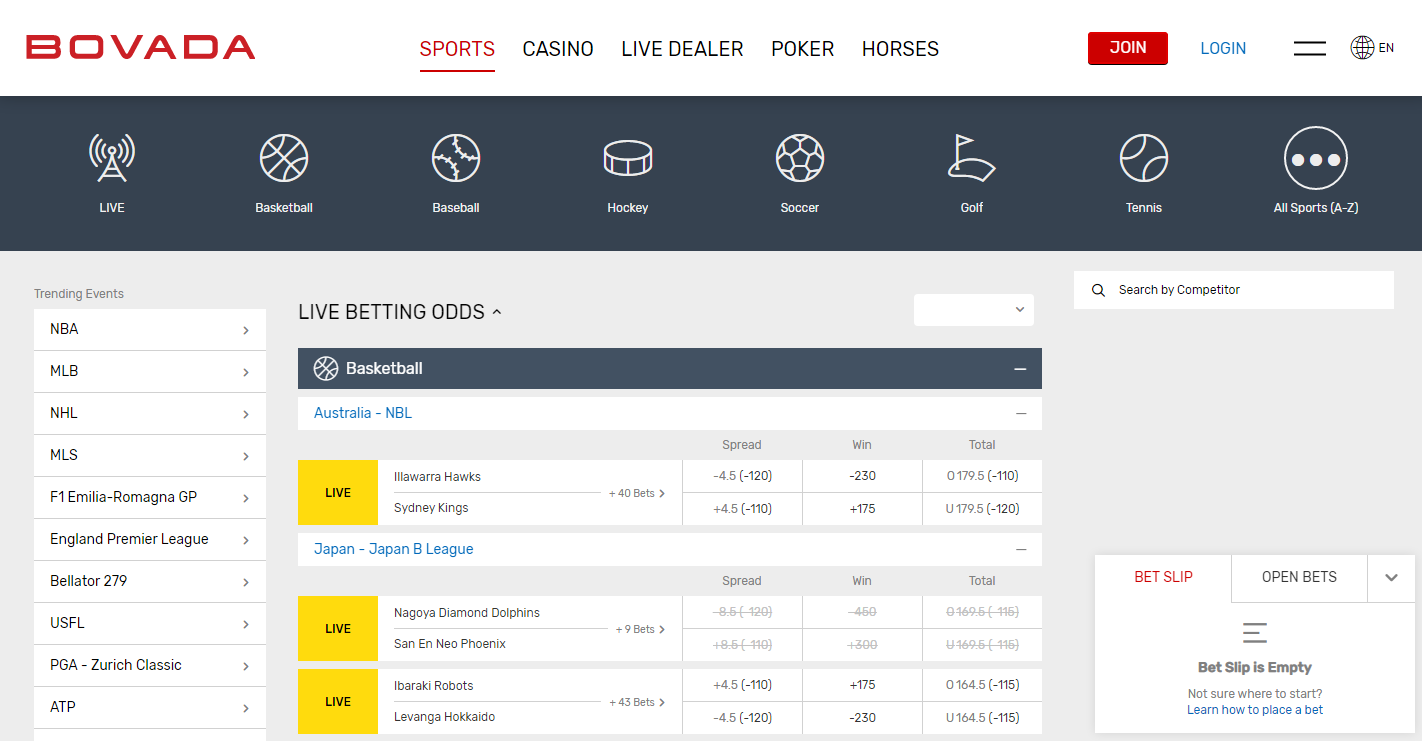 BOVADA
SPORTS CASINO LIVE DEALER POKER HORSES
JOIN LOGIN EN
LIVE Basketball Baseball Hockey Soccer Golf Tennis All Sports (A-Z)
Trending Events
NBA
MLB
NHL
MLS
F1 Emilia-Romagna GP
England Premier League
Bellator 279
USFL
PGA - Zurich Classic
ATP
LIVE BETTING ODDS
Basketball
Australia - NBL
Spread Win Total
LIVE
Illawarra Hawks -4.5 (-120) -230 O 179.5 (-110)
+ 40 Bets
Sydney Kings +4.5 (-110) +175 U 179.5 (-120)
Japan - Japan B League
Spread Win Total
LIVE
Nagoya Diamond Dolphins -8.5 (-120) -450 O 169.5 (-115)
+ 9 Bets
San En Neo Phoenix +8.5 (-110) +300 U 169.5 (-115)
LIVE
Ibaraki Robots +4.5 (-110) +175 O 164.5 (-115)
+ 43 Bets
Levanga Hokkaido -4.5 (-120) -230 U 164.5 (-115)
Search by Competitor
BET SLIP OPEN BETS
Bet Slip is Empty
Not sure where to start?
Learn how to place a bet